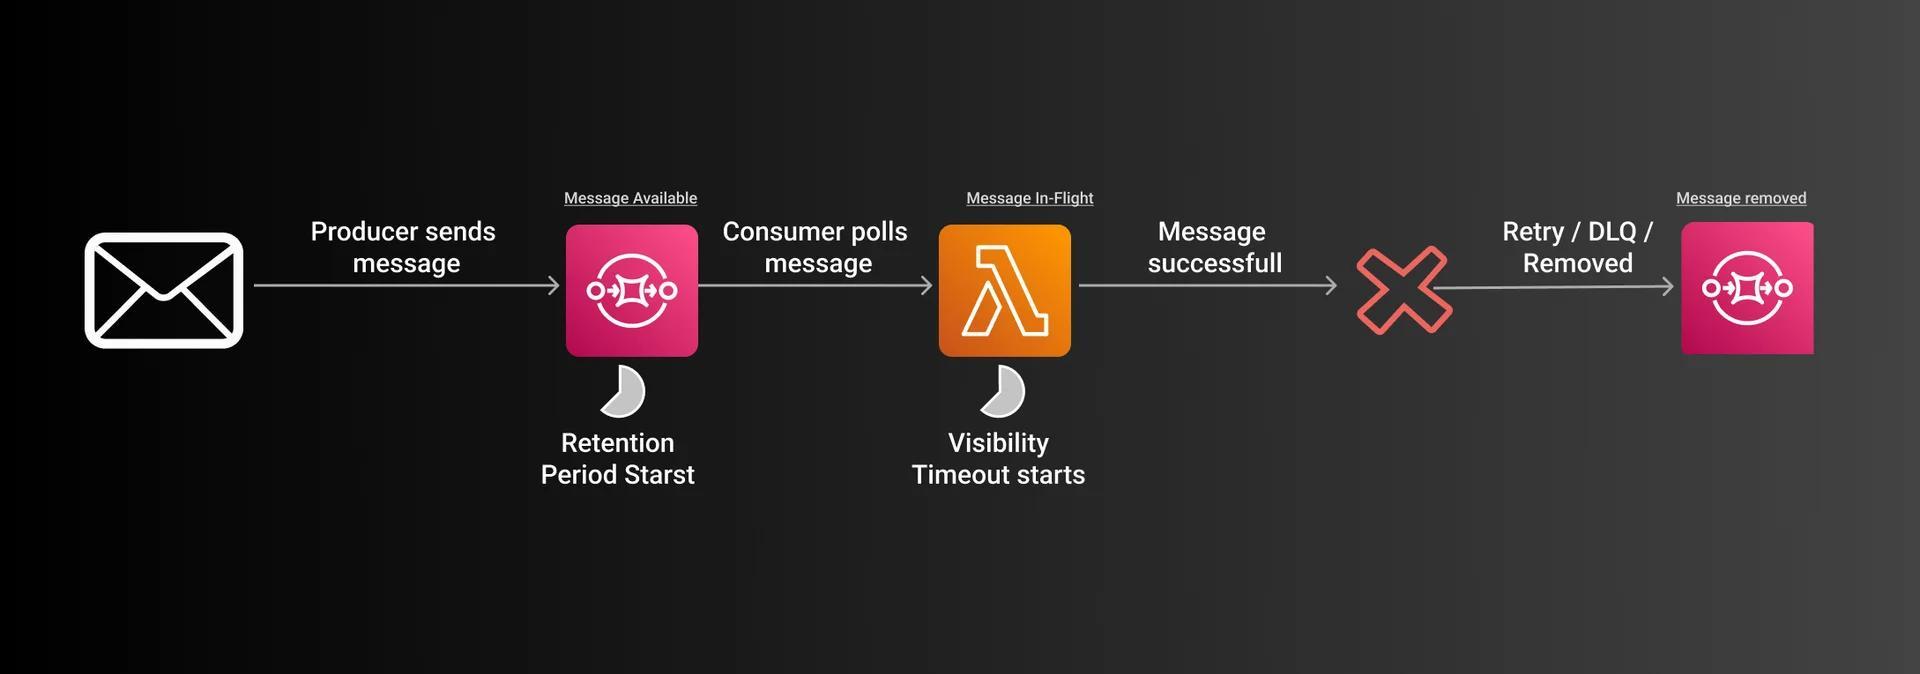 Message Available
Message In-Flight
Message removed
Producer sends
message
Consumer polls
message
Message
successfull
Retry / DLQ /
Removed
Retention
Period Starst
Visibility
Timeout starts